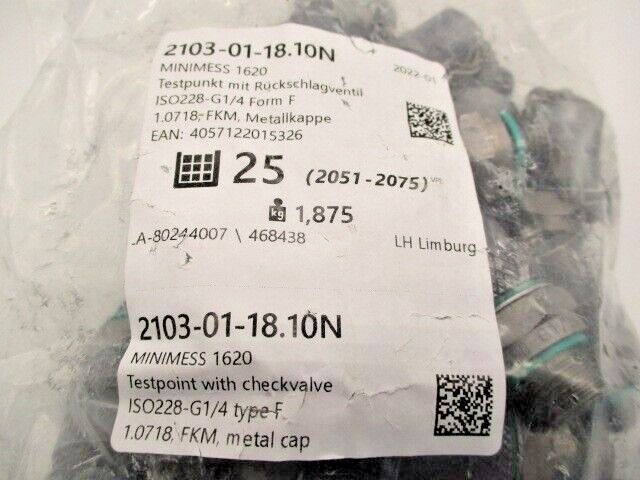 2103-01-18.10N
MINIMESS 1620
2022-01
Testpunkt mit Rückschlagventil
ISO228-G1/4 Form F
1.0718, FKM, Metallkappe
EAN: 4057122015326
25 (2051-2075) VPE
kg 1,875
A-80244007 \ 468438
LH Limburg
2103-01-18.10N
MINIMESS 1620
Testpoint with checkvalve
ISO228-G1/4 type F
1.0718, FKM, metal cap